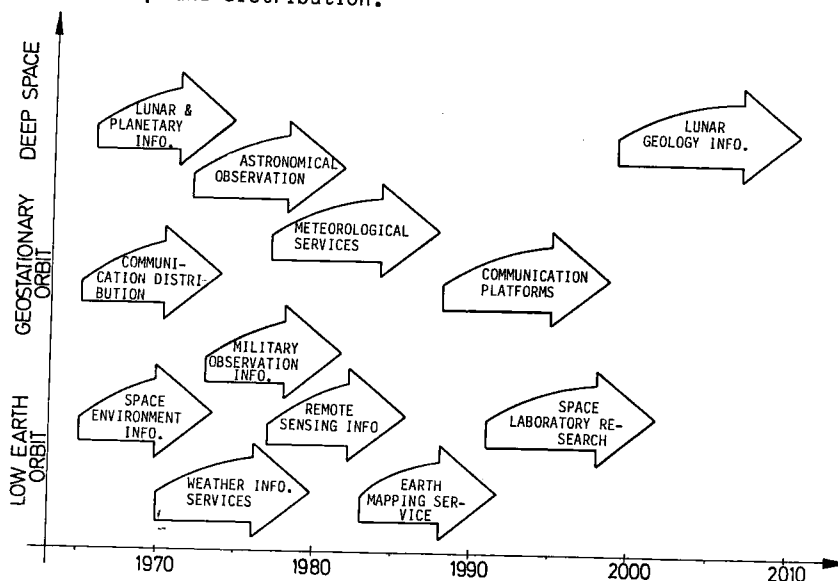 distribution.
DEEP SPACE
GEOSTATIONARY
ORBIT
LOW EARTH
ORBIT
LUNAR &
PLANETARY
INFO.
ASTRONOMICAL
OBSERVATION
LUNAR
GEOLOGY INFO.
METEOROLOGICAL
SERVICES
COMMUNI-
CATION DISTRI-
BUTION
COMMUNICATION
PLATFORMS
MILITARY
OBSERVATION
INFO.
SPACE
ENVIRONMENT
INFO.
REMOTE
SENSING INFO
SPACE
LABORATORY RE-
SEARCH
WEATHER INFO.
SERVICES
EARTH
MAPPING SER-
VICE
1970
1980
1990
2000
2010